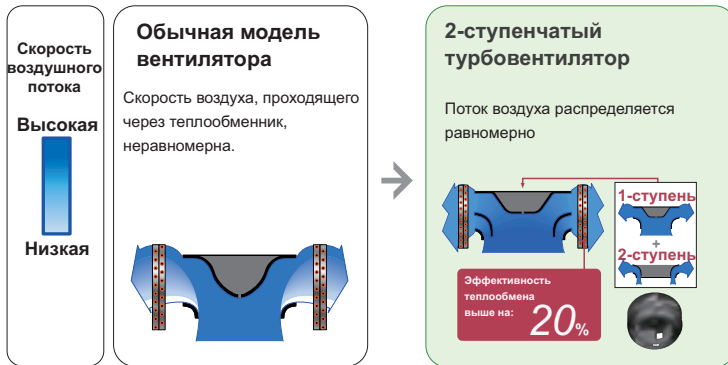 Скорость
воздушного
потока
Высокая
Низкая
Обычная модель
вентилятора
Скорость воздуха, проходящего
через теплообменник,
неравномерна.
2-ступенчатый
турбовентилятор
Поток воздуха распределяется
равномерно
1-ступень
+
2-ступень
Эффективность
теплообмена
выше на: 20%